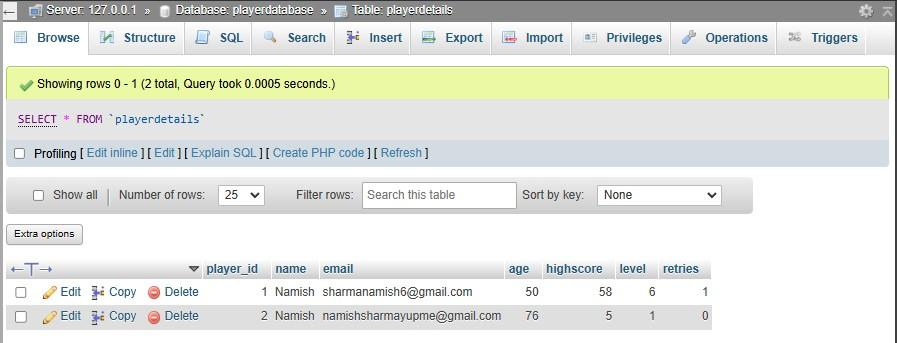 Server: 127.0.0.1 » Database: playerdatabase » Table: playerdetails
Browse Structure SQL Search Insert Export Import Privileges Operations Triggers
Showing rows 0 - 1 (2 total, Query took 0.0005 seconds.)
SELECT * FROM `playerdetails`
Profiling [ Edit inline ] [ Edit ] [ Explain SQL ] [ Create PHP code ] [ Refresh ]
Show all Number of rows: 25 Filter rows: Search this table Sort by key: None
Extra options
player_id name email age highscore level retries
Edit Copy Delete 1 Namish sharmanamish6@gmail.com 50 58 6 1
Edit Copy Delete 2 Namish namishsharmayupme@gmail.com 76 5 1 0